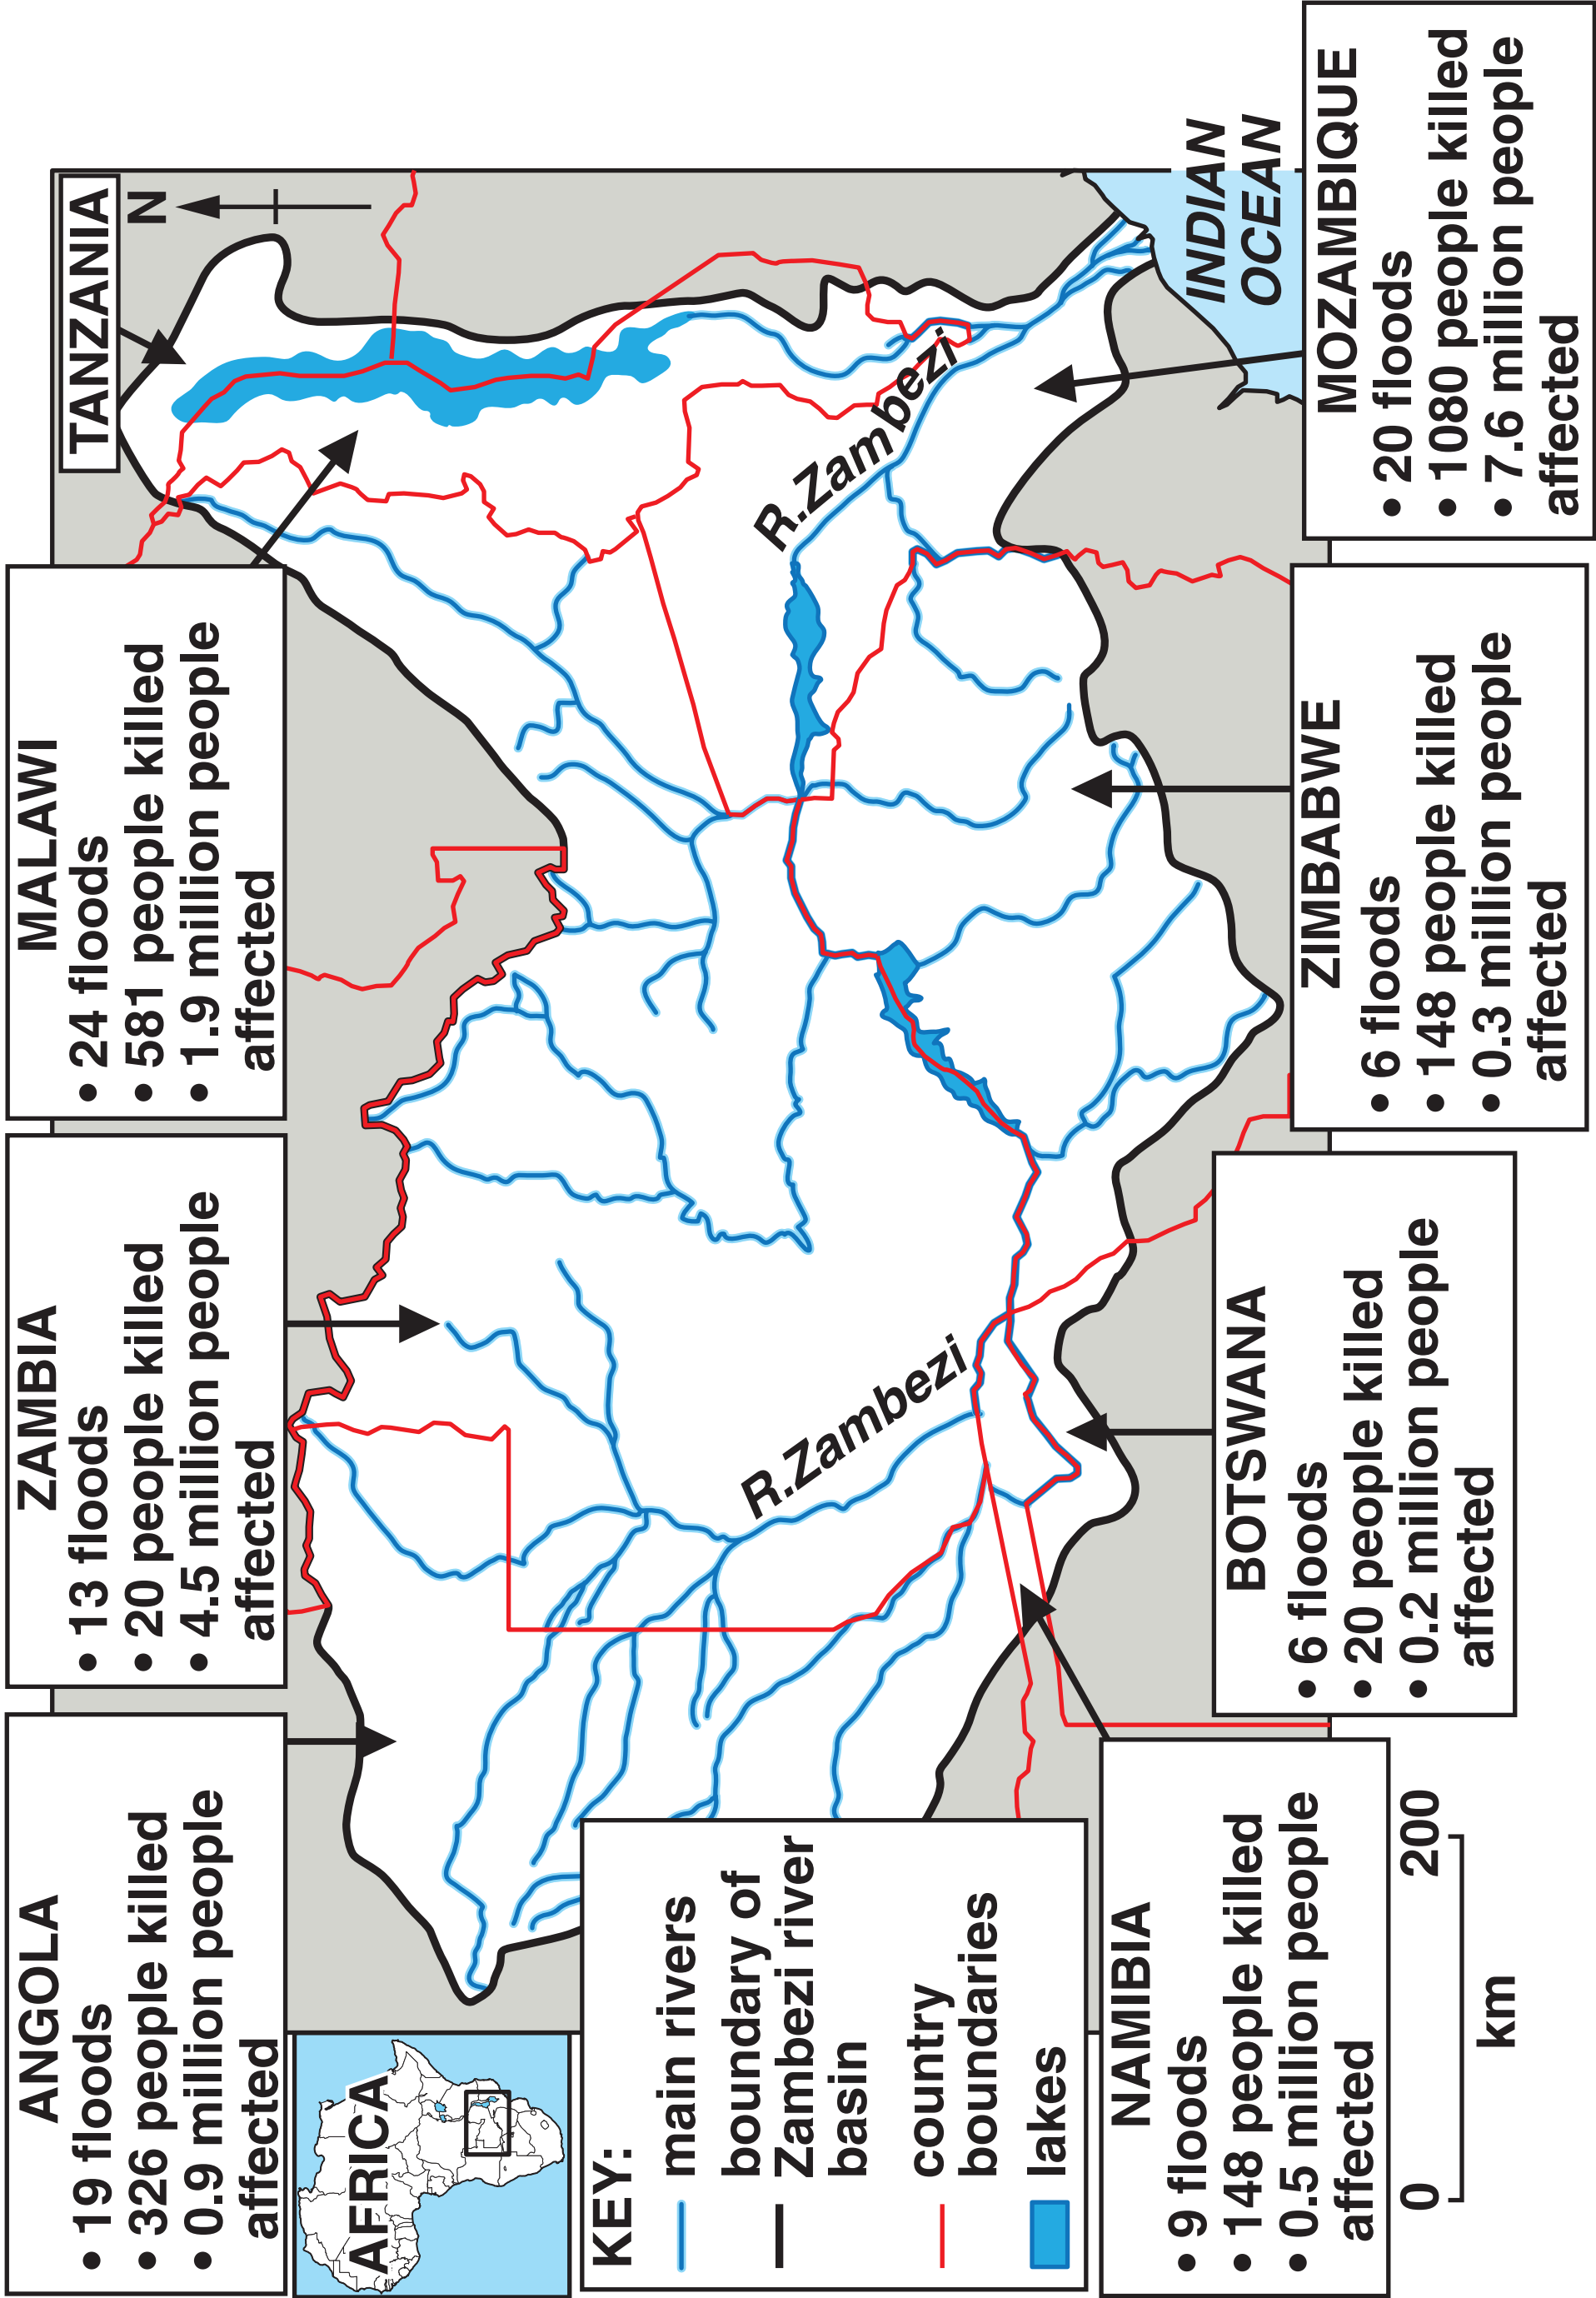 ANGOLA
• 19 floods
• 326 people killed
• 0.9 million people
affected
ZAMBIA
• 13 floods
• 20 people killed
• 4.5 million people
affected
MALAWI
• 24 floods
• 581 people killed
• 1.9 million people
affected
TANZANIA
N
AFRICA
R.Zambezi
R.Zambezi
INDIAN
OCEAN
KEY:
main rivers
boundary of
Zambezi river
basin
country
boundaries
lakes
NAMIBIA
• 9 floods
• 148 people killed
• 0.5 million people
affected
BOTSWANA
• 6 floods
• 20 people killed
• 0.2 million people
affected
ZIMBABWE
• 6 floods
• 148 people killed
• 0.3 million people
affected
MOZAMBIQUE
• 20 floods
• 1080 people killed
• 7.6 million people
affected
0 200
km